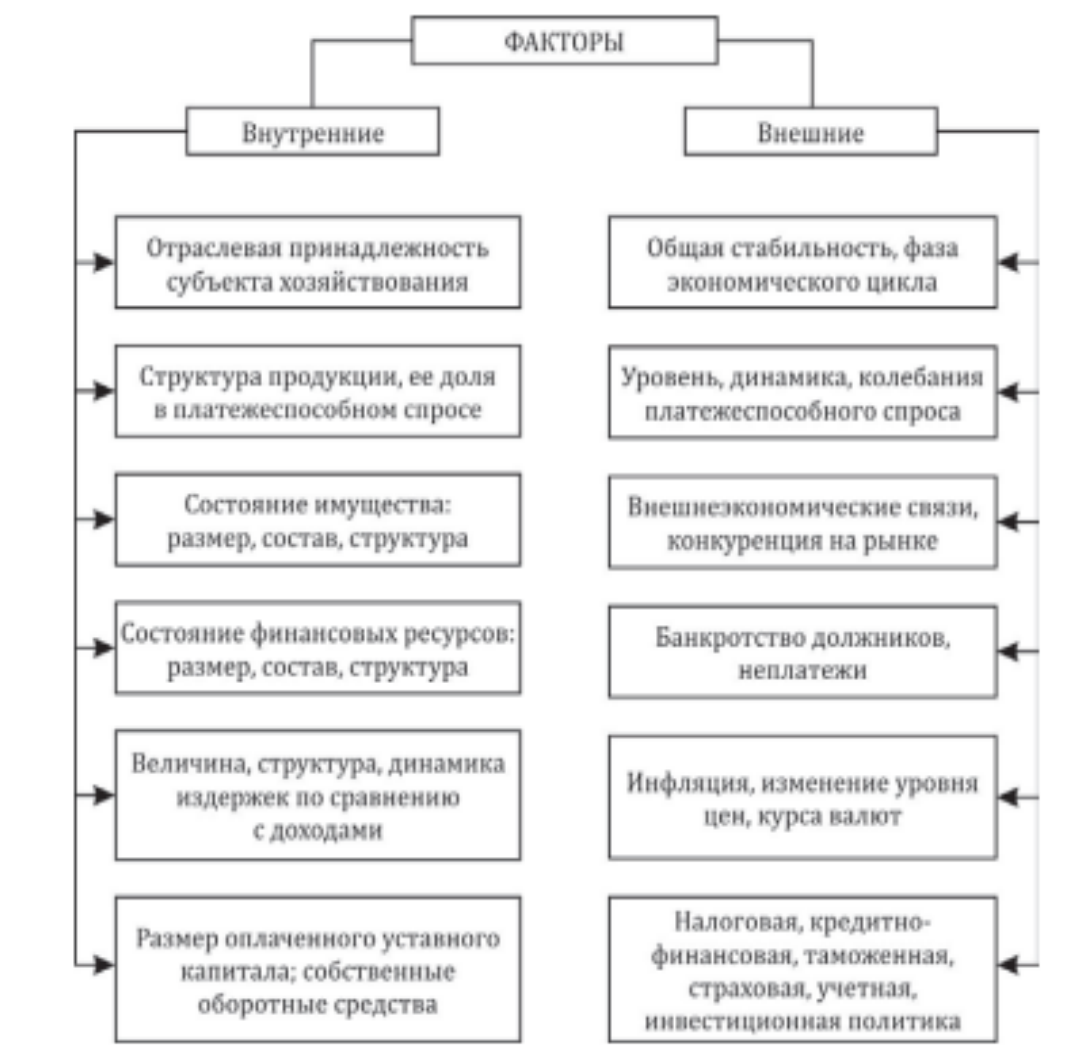 ФАКТОРЫ
Внутренние
Внешние
Отраслевая принадлежность
субъекта хозяйствования
Структура продукции, ее доля
в платежеспособном спросе
Состояние имущества:
размер, состав, структура
Состояние финансовых ресурсов:
размер, состав, структура
Величина, структура, динамика
издержек по сравнению
с доходами
Размер оплаченного уставного
капитала; собственные
оборотные средства
Общая стабильность, фаза
экономического цикла
Уровень, динамика, колебания
платежеспособного спроса
Внешнеэкономические связи,
конкуренция на рынке
Банкротство должников,
неплатежи
Инфляция, изменение уровня
цен, курса валют
Налоговая, кредитно-
финансовая, таможенная,
страховая, учетная,
инвестиционная политика